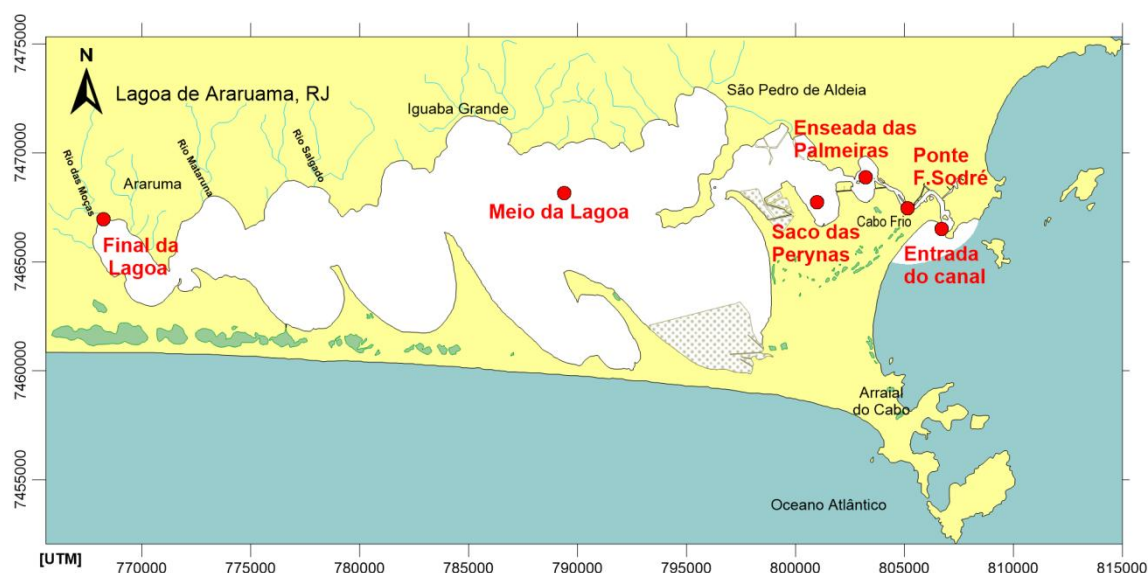 N
Lagoa de Araruama, RJ
São Pedro de Aldeia
Iguaba Grande
Enseada das
Palmeiras
Ponte
F.Sodré
Rio das Moças
Araruma
Rio Mataruna
Rio Salgado
Meio da Lagoa
Saco das
Perynas
Cabo Frio
Entrada
do canal
Final da
Lagoa
Arraial
do Cabo
Oceano Atlântico
7475000
7470000
7465000
7460000
7455000
[UTM]
770000 775000 780000 785000 790000 795000 800000 805000 810000 815000